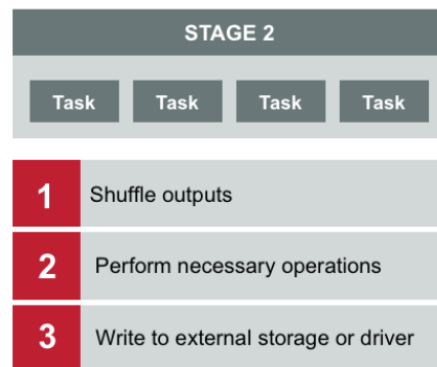 STAGE 2
Task Task Task Task
1 Shuffle outputs
2 Perform necessary operations
3 Write to external storage or driver